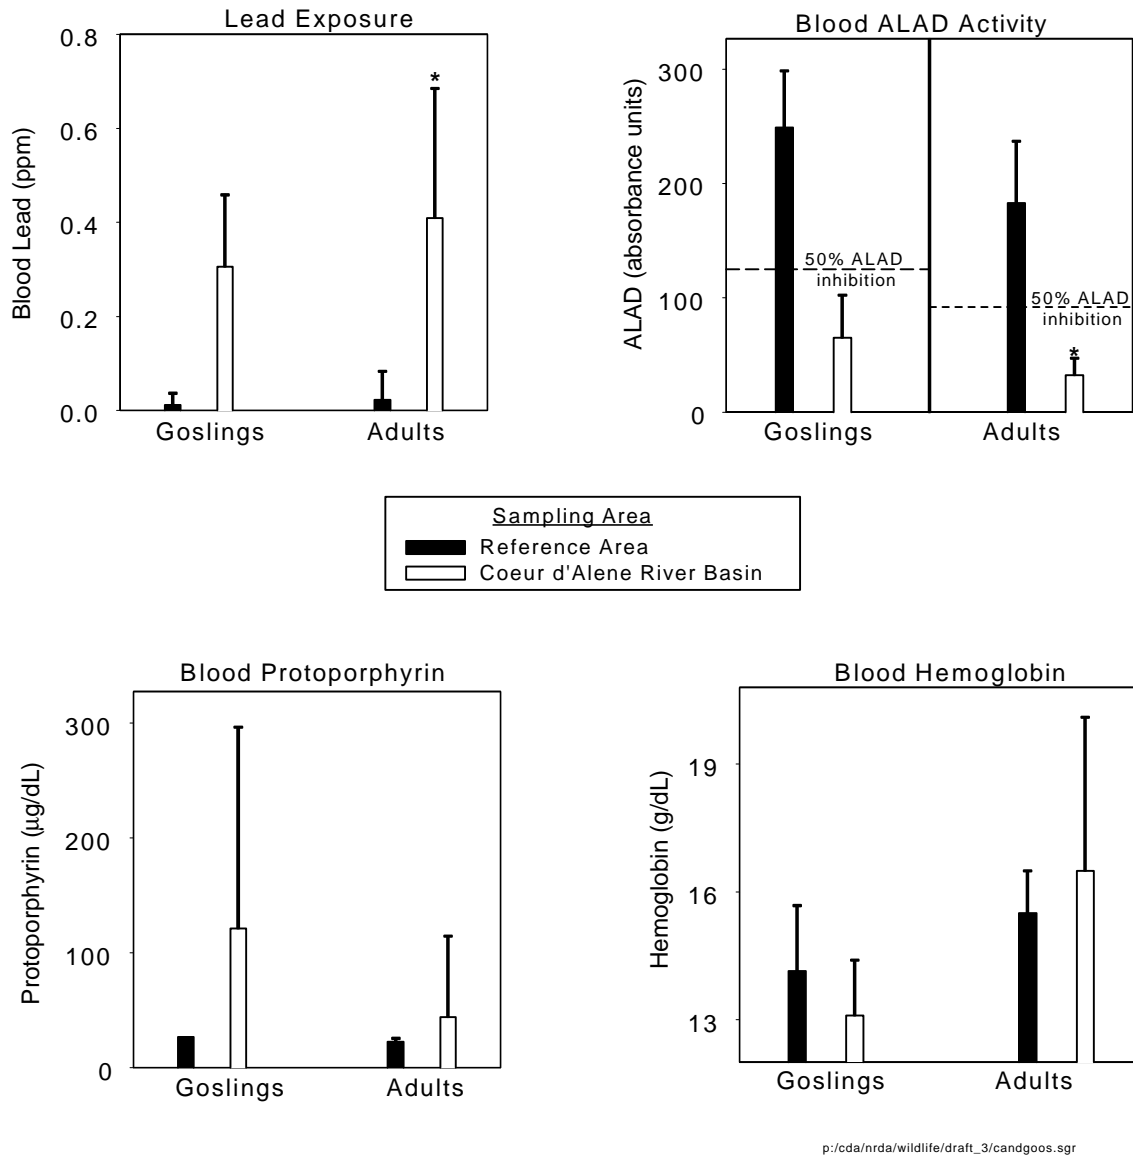 Lead Exposure
Blood Lead (ppm)
0.8
0.6
0.4
0.2
0.0
*
Goslings
Adults
Blood ALAD Activity
ALAD (absorbance units)
300
200
100
0
50% ALAD
inhibition
50% ALAD
inhibition
*
Goslings
Adults
Sampling Area
Reference Area
Coeur d'Alene River Basin
Blood Protoporphyrin
Protoporphyrin (µg/dL)
300
200
100
0
Goslings
Adults
Blood Hemoglobin
Hemoglobin (g/dL)
19
16
13
Goslings
Adults
p:/cda/nrda/wildlife/draft_3/candgoos.sgr